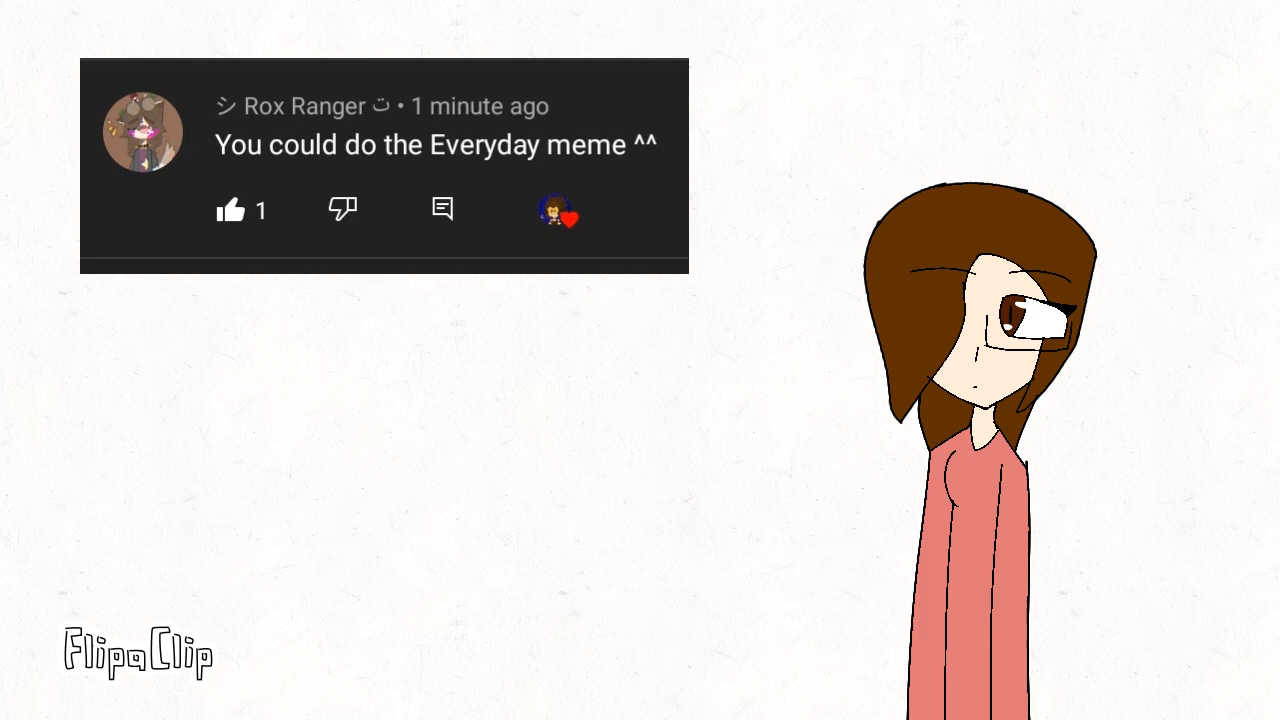 シ Rox Ranger ت • 1 minute ago
You could do the Everyday meme ^^
1
FlipaClip